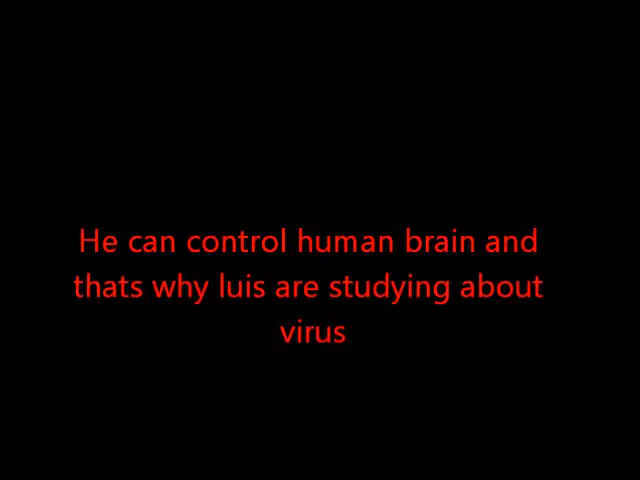 He can control human brain and
thats why luis are studying about
virus